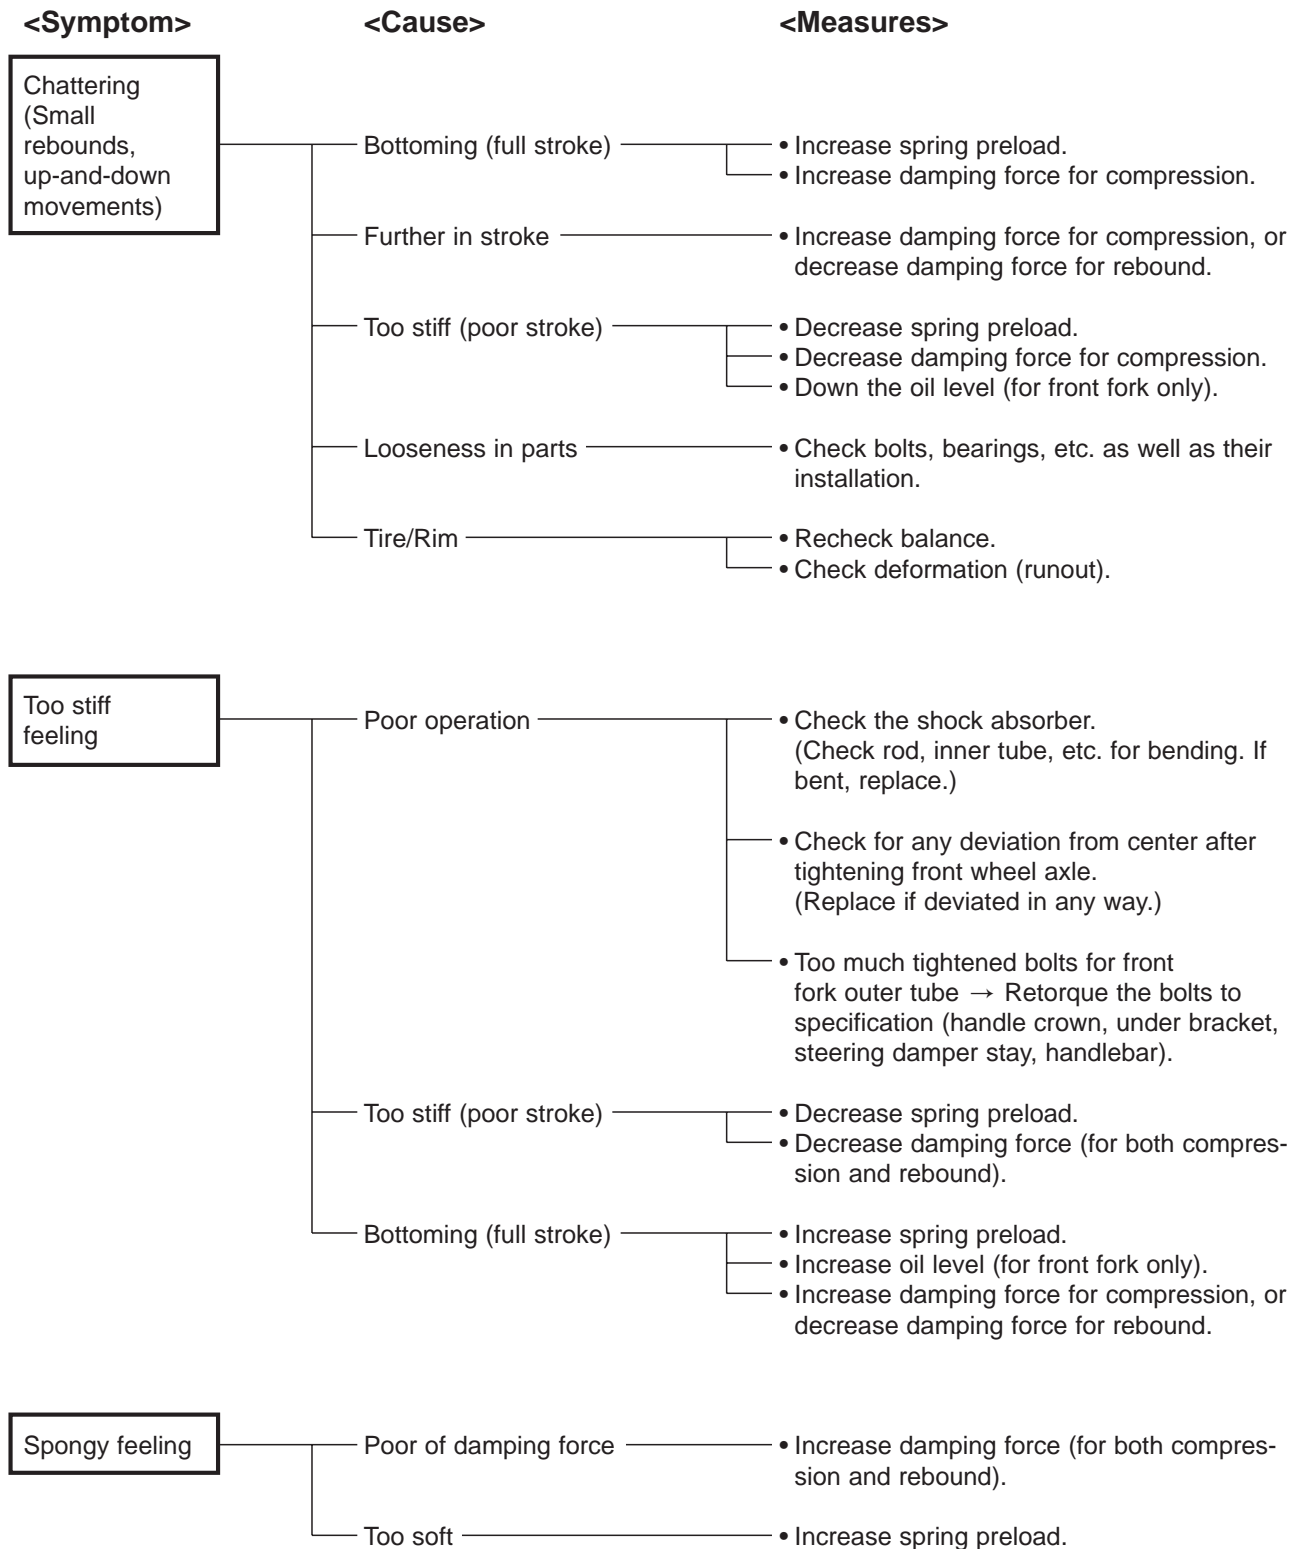 <Symptom> <Cause> <Measures>
Chattering
(Small
rebounds,
up-and-down
movements)
Bottoming (full stroke)
• Increase spring preload.
• Increase damping force for compression.
Further in stroke
• Increase damping force for compression, or
decrease damping force for rebound.
Too stiff (poor stroke)
• Decrease spring preload.
• Decrease damping force for compression.
• Down the oil level (for front fork only).
Looseness in parts
• Check bolts, bearings, etc. as well as their
installation.
Tire/Rim
• Recheck balance.
• Check deformation (runout).
Too stiff
feeling
Poor operation
• Check the shock absorber.
(Check rod, inner tube, etc. for bending. If
bent, replace.)
• Check for any deviation from center after
tightening front wheel axle.
(Replace if deviated in any way.)
• Too much tightened bolts for front
fork outer tube → Retorque the bolts to
specification (handle crown, under bracket,
steering damper stay, handlebar).
Too stiff (poor stroke)
• Decrease spring preload.
• Decrease damping force (for both compres-
sion and rebound).
Bottoming (full stroke)
• Increase spring preload.
• Increase oil level (for front fork only).
• Increase damping force for compression, or
decrease damping force for rebound.
Spongy feeling
Poor of damping force
• Increase damping force (for both compres-
sion and rebound).
Too soft
• Increase spring preload.